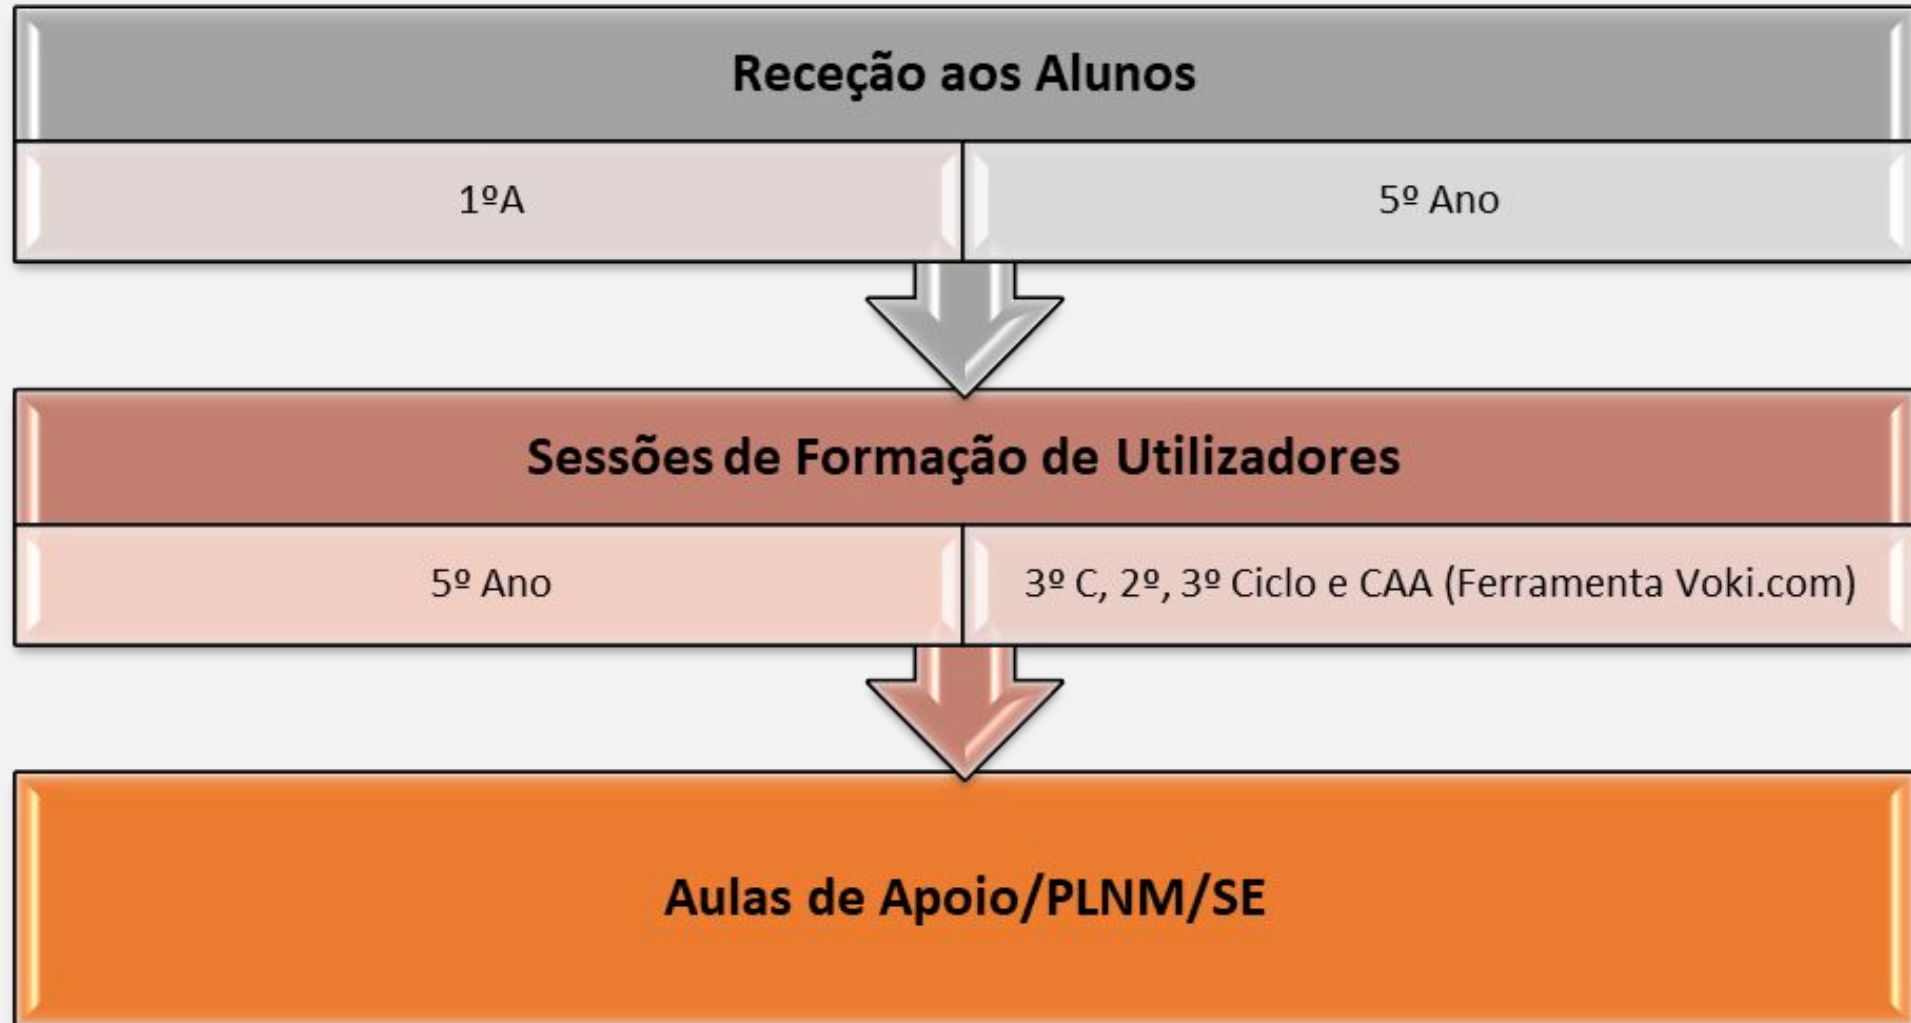 Receção aos Alunos
1ºA
5º Ano
Sessões de Formação de Utilizadores
5º Ano
3º C, 2º, 3º Ciclo e CAA (Ferramenta Voki.com)
Aulas de Apoio/PLNM/SE